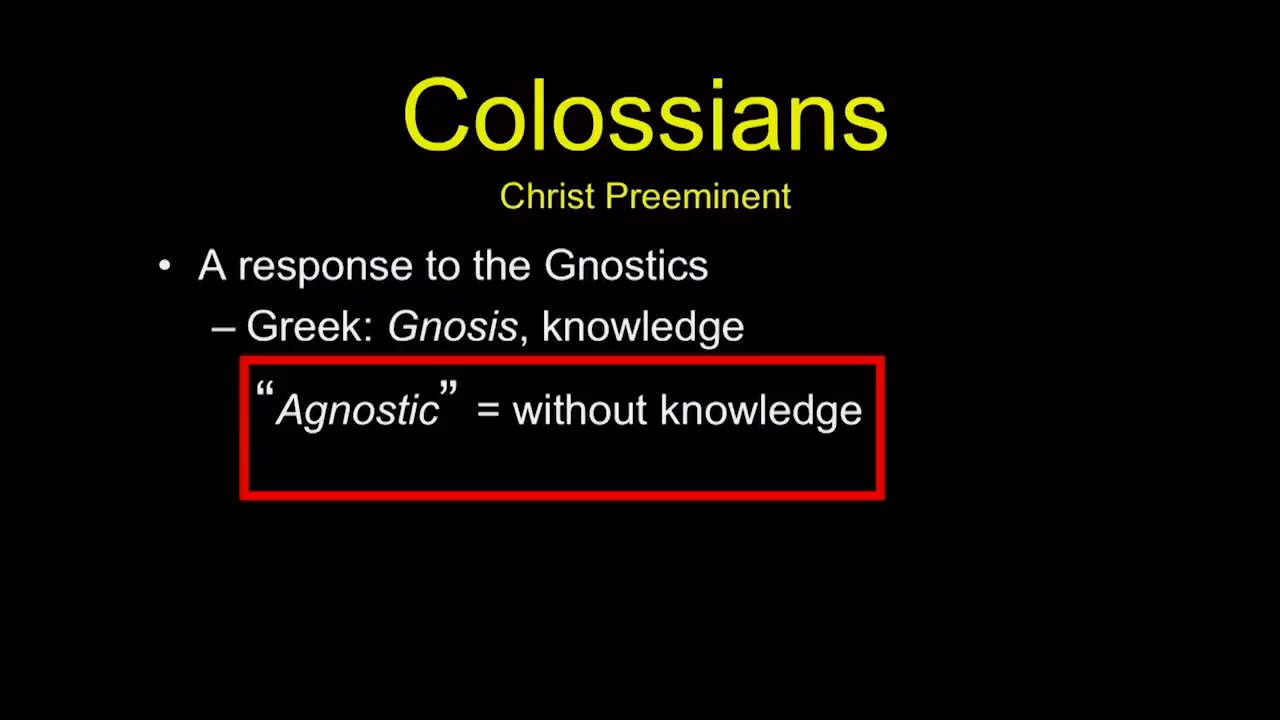 Colossians
Christ Preeminent
• A response to the Gnostics
– Greek: Gnosis, knowledge
“Agnostic” = without knowledge